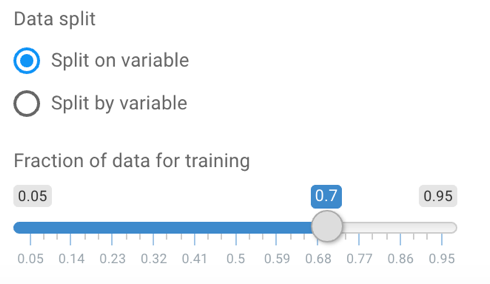 Data split
Split on variable
Split by variable
Fraction of data for training
0.05 0.7 0.95
0.05 0.14 0.23 0.32 0.41 0.5 0.59 0.68 0.77 0.86 0.95